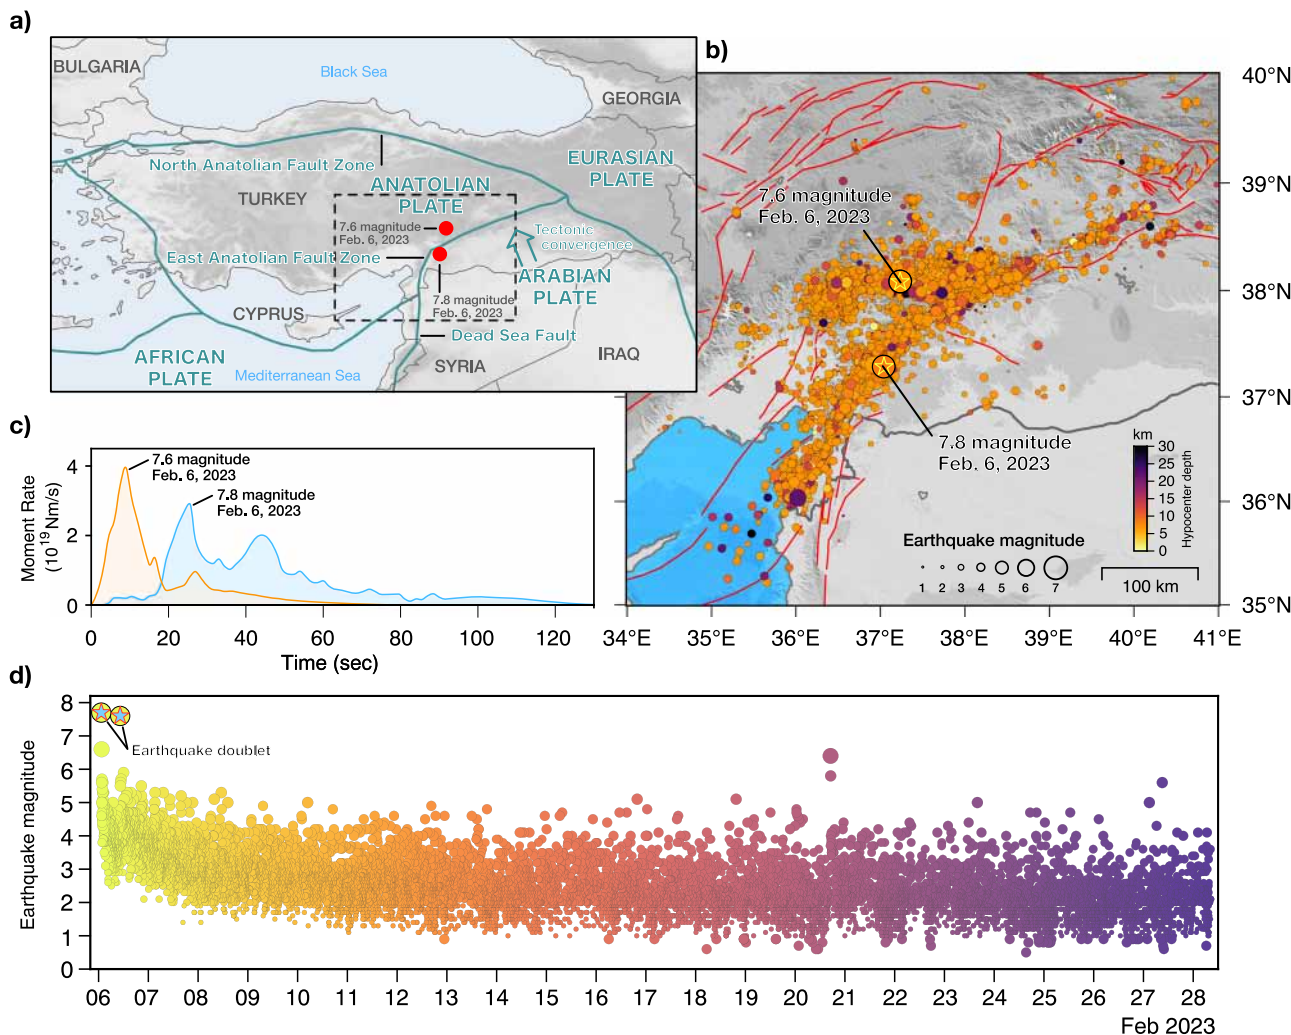 a)
BULGARIA
Black Sea
GEORGIA
North Anatolian Fault Zone
EURASIAN
PLATE
TURKEY
ANATOLIAN
PLATE
7.6 magnitude
Feb. 6, 2023
Tectonic
convergence
East Anatolian Fault Zone
ARABIAN
PLATE
7.8 magnitude
Feb. 6, 2023
CYPRUS
Dead Sea Fault
AFRICAN
PLATE
SYRIA
IRAQ
Mediterranean Sea
b)
40°N
39°N
38°N
37°N
36°N
35°N
7.6 magnitude
Feb. 6, 2023
7.8 magnitude
Feb. 6, 2023
km
30
25
20
15
10
5
0
Hypocenter depth
Earthquake magnitude
1 2 3 4 5 6 7
100 km
34°E 35°E 36°E 37°E 38°E 39°E 40°E 41°E
c)
Moment Rate
(10¹⁹ Nm/s)
4
2
0
7.6 magnitude
Feb. 6, 2023
7.8 magnitude
Feb. 6, 2023
0 20 40 60 80 100 120
Time (sec)
d)
Earthquake magnitude
8
7
6
5
4
3
2
1
0
Earthquake doublet
06 07 08 09 10 11 12 13 14 15 16 17 18 19 20 21 22 23 24 25 26 27 28
Feb 2023